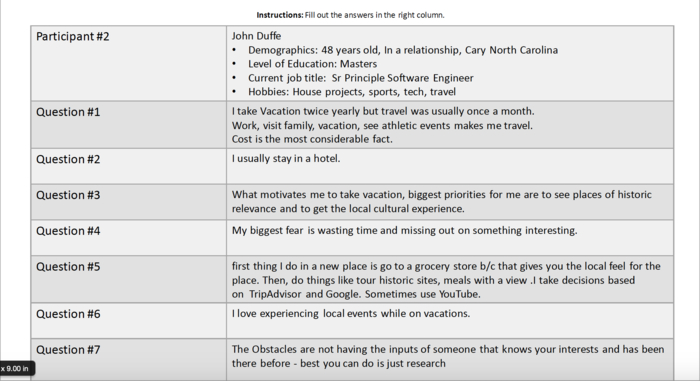 Instructions: Fill out the answers in the right column.
Participant #2
John Duffe
• Demographics: 48 years old, In a relationship, Cary North Carolina
• Level of Education: Masters
• Current job title: Sr Principle Software Engineer
• Hobbies: House projects, sports, tech, travel
Question #1
I take Vacation twice yearly but travel was usually once a month.
Work, visit family, vacation, see athletic events makes me travel.
Cost is the most considerable fact.
Question #2
I usually stay in a hotel.
Question #3
What motivates me to take vacation, biggest priorities for me are to see places of historic
relevance and to get the local cultural experience.
Question #4
My biggest fear is wasting time and missing out on something interesting.
Question #5
first thing I do in a new place is go to a grocery store b/c that gives you the local feel for the
place. Then, do things like tour historic sites, meals with a view .I take decisions based
on TripAdvisor and Google. Sometimes use YouTube.
Question #6
I love experiencing local events while on vacations.
Question #7
The Obstacles are not having the inputs of someone that knows your interests and has been
there before - best you can do is just research
x 9.00 in